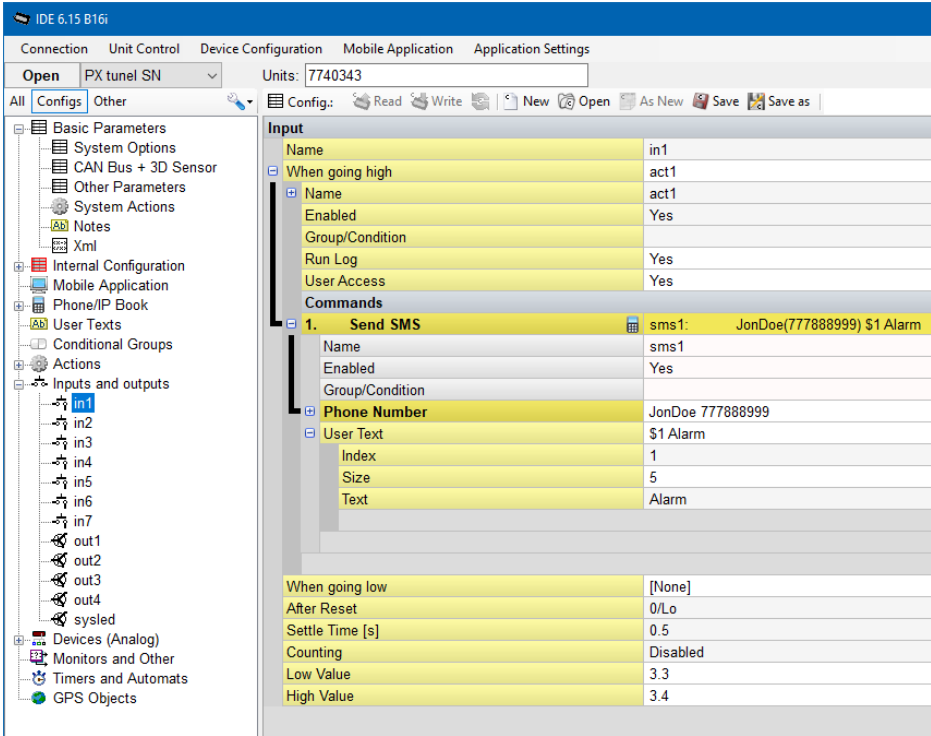 IDE 6.15 B16i
Connection Unit Control Device Configuration Mobile Application Application Settings
Open PX tunel SN Units: 7740343
All Configs Other Config.: Read Write New Open As New Save Save as
Basic Parameters
System Options
CAN Bus + 3D Sensor
Other Parameters
System Actions
Notes
Xml
Internal Configuration
Mobile Application
Phone/IP Book
User Texts
Conditional Groups
Actions
Inputs and outputs
in1
in2
in3
in4
in5
in6
in7
out1
out2
out3
out4
sysled
Devices (Analog)
Monitors and Other
Timers and Automats
GPS Objects
Input
Name in1
When going high act1
Name act1
Enabled Yes
Group/Condition
Run Log Yes
User Access Yes
Commands
1. Send SMS sms1: JonDoe(777888999) $1 Alarm
Name sms1
Enabled Yes
Group/Condition
Phone Number JonDoe 777888999
User Text $1 Alarm
Index 1
Size 5
Text Alarm
When going low [None]
After Reset 0/Lo
Settle Time [s] 0.5
Counting Disabled
Low Value 3.3
High Value 3.4